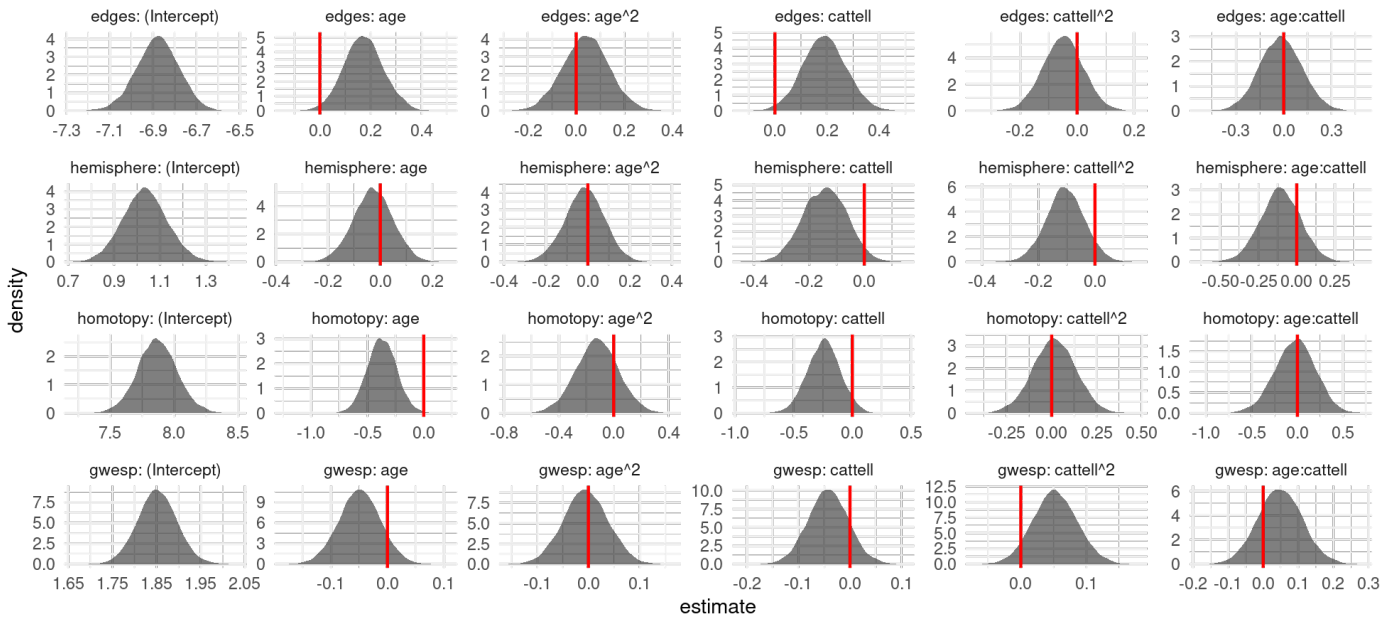 edges: (Intercept) edges: age edges: age^2 edges: cattell edges: cattell^2 edges: age:cattell
4 3 2 1 0 5 4 3 2 1 0 4 3 2 1 0 5 4 3 2 1 0 4 2 0 3 2 1 0
-7.3 -7.1 -6.9 -6.7 -6.5 0.0 0.2 0.4 -0.2 0.0 0.2 0.4 0.0 0.2 0.4 -0.2 0.0 0.2 -0.3 0.0 0.3
hemisphere: (Intercept) hemisphere: age hemisphere: age^2 hemisphere: cattell hemisphere: cattell^2 hemisphere: age:cattell
4 3 2 1 0 4 2 0 4 3 2 1 0 5 4 3 2 1 0 6 4 2 0 3 2 1 0
0.7 0.9 1.1 1.3 -0.4 -0.2 0.0 0.2 -0.4 -0.2 0.0 0.2 0.4 -0.4 -0.2 0.0 -0.4 -0.2 0.0 -0.50 -0.25 0.00 0.25
density
homotopy: (Intercept) homotopy: age homotopy: age^2 homotopy: cattell homotopy: cattell^2 homotopy: age:cattell
2 1 0 3 2 1 0 2 1 0 3 2 1 0 3 2 1 0 1.5 1.0 0.5 0.0
7.5 8.0 8.5 -1.0 -0.5 0.0 -0.8 -0.4 0.0 0.4 -1.0 -0.5 0.0 0.5 -0.25 0.00 0.25 0.50 -1.0 -0.5 0.0 0.5
gwesp: (Intercept) gwesp: age gwesp: age^2 gwesp: cattell gwesp: cattell^2 gwesp: age:cattell
7.5 5.0 2.5 0.0 9 6 3 0 7.5 5.0 2.5 0.0 10.0 7.5 5.0 2.5 0.0 12.5 10.0 7.5 5.0 2.5 0.0 6 4 2 0
1.65 1.75 1.85 1.95 2.05 -0.1 0.0 0.1 -0.1 0.0 0.1 -0.2 -0.1 0.0 0.1 0.0 0.1 -0.2 -0.1 0.0 0.1 0.2 0.3
estimate